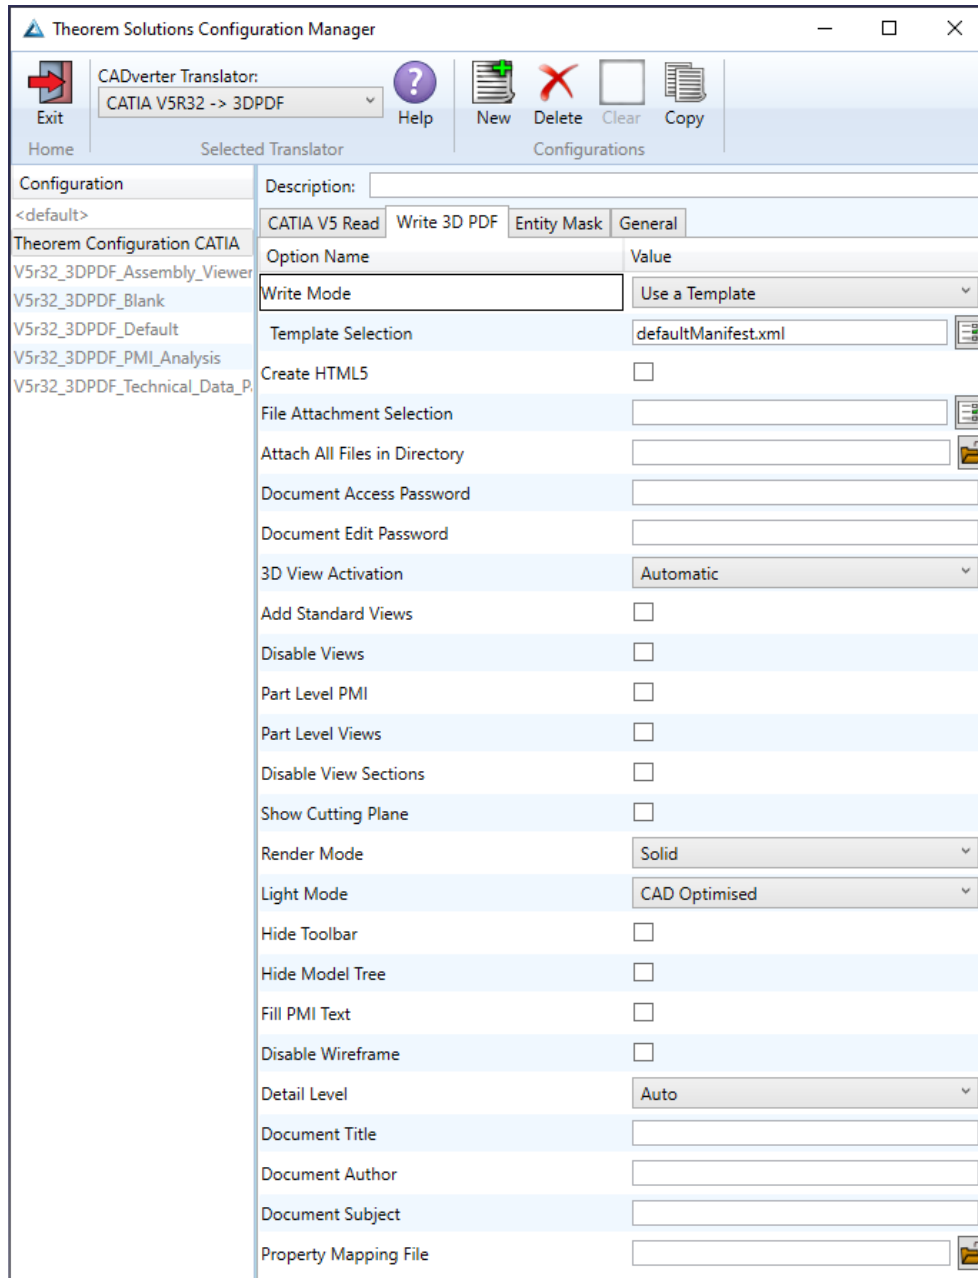 Theorem Solutions Configuration Manager
CADverter Translator:
CATIA V5R32 -> 3DPDF
Exit
Help
New
Delete
Clear
Copy
Home
Selected Translator
Configurations
Configuration
<default>
Theorem Configuration CATIA
V5r32_3DPDF_Assembly_Viewer
V5r32_3DPDF_Blank
V5r32_3DPDF_Default
V5r32_3DPDF_PMI_Analysis
V5r32_3DPDF_Technical_Data_P
Description:
CATIA V5 Read
Write 3D PDF
Entity Mask
General
Option Name Value
Write Mode Use a Template
Template Selection defaultManifest.xml
Create HTML5
File Attachment Selection
Attach All Files in Directory
Document Access Password
Document Edit Password
3D View Activation Automatic
Add Standard Views
Disable Views
Part Level PMI
Part Level Views
Disable View Sections
Show Cutting Plane
Render Mode Solid
Light Mode CAD Optimised
Hide Toolbar
Hide Model Tree
Fill PMI Text
Disable Wireframe
Detail Level Auto
Document Title
Document Author
Document Subject
Property Mapping File